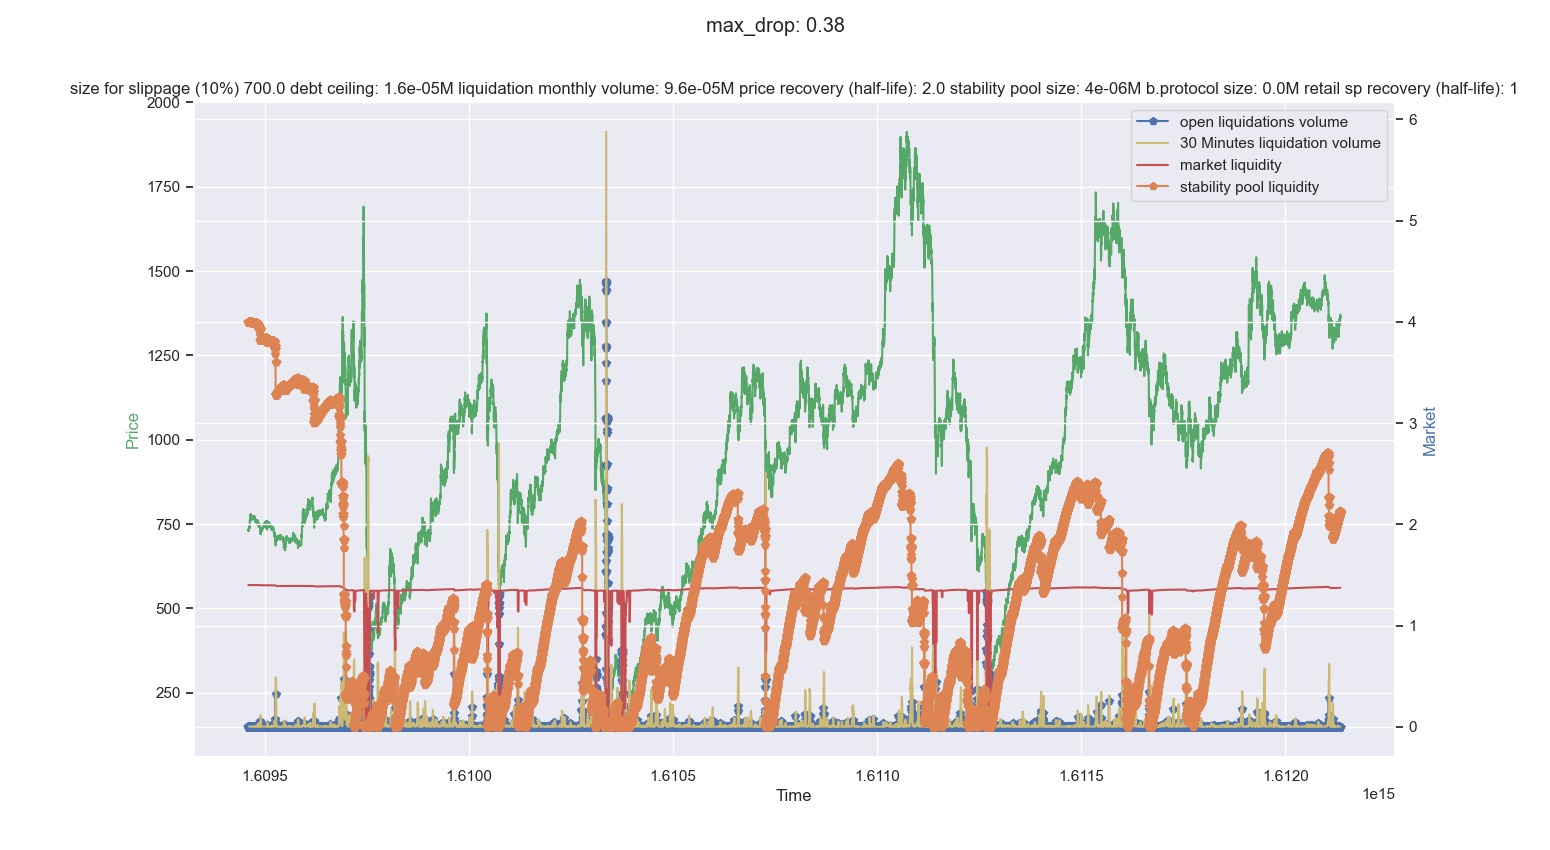 max_drop: 0.38
size for slippage (10%) 700.0 debt ceiling: 1.6e-05M liquidation monthly volume: 9.6e-05M price recovery (half-life): 2.0 stability pool size: 4e-06M b.protocol size: 0.0M retail sp recovery (half-life): 1
open liquidations volume
30 Minutes liquidation volume
market liquidity
stability pool liquidity
2000
1750
1500
1250
1000
750
500
250
Price
6
5
4
3
2
1
0
Market
1.6095 1.6100 1.6105 1.6110 1.6115 1.6120
1e15
Time